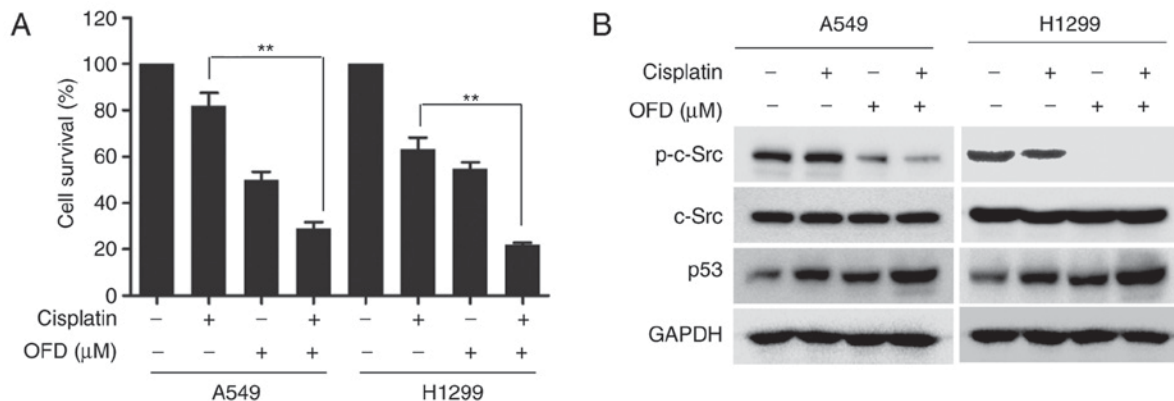 A
120
100
80
60
40
20
0
Cell survival (%)
** **
Cisplatin − + − + − + − +
OFD (μM) − − + + − − + +
A549 H1299
B
A549 H1299
Cisplatin − + − + − + − +
OFD (μM) − − + + − − + +
p-c-Src
c-Src
p53
GAPDH